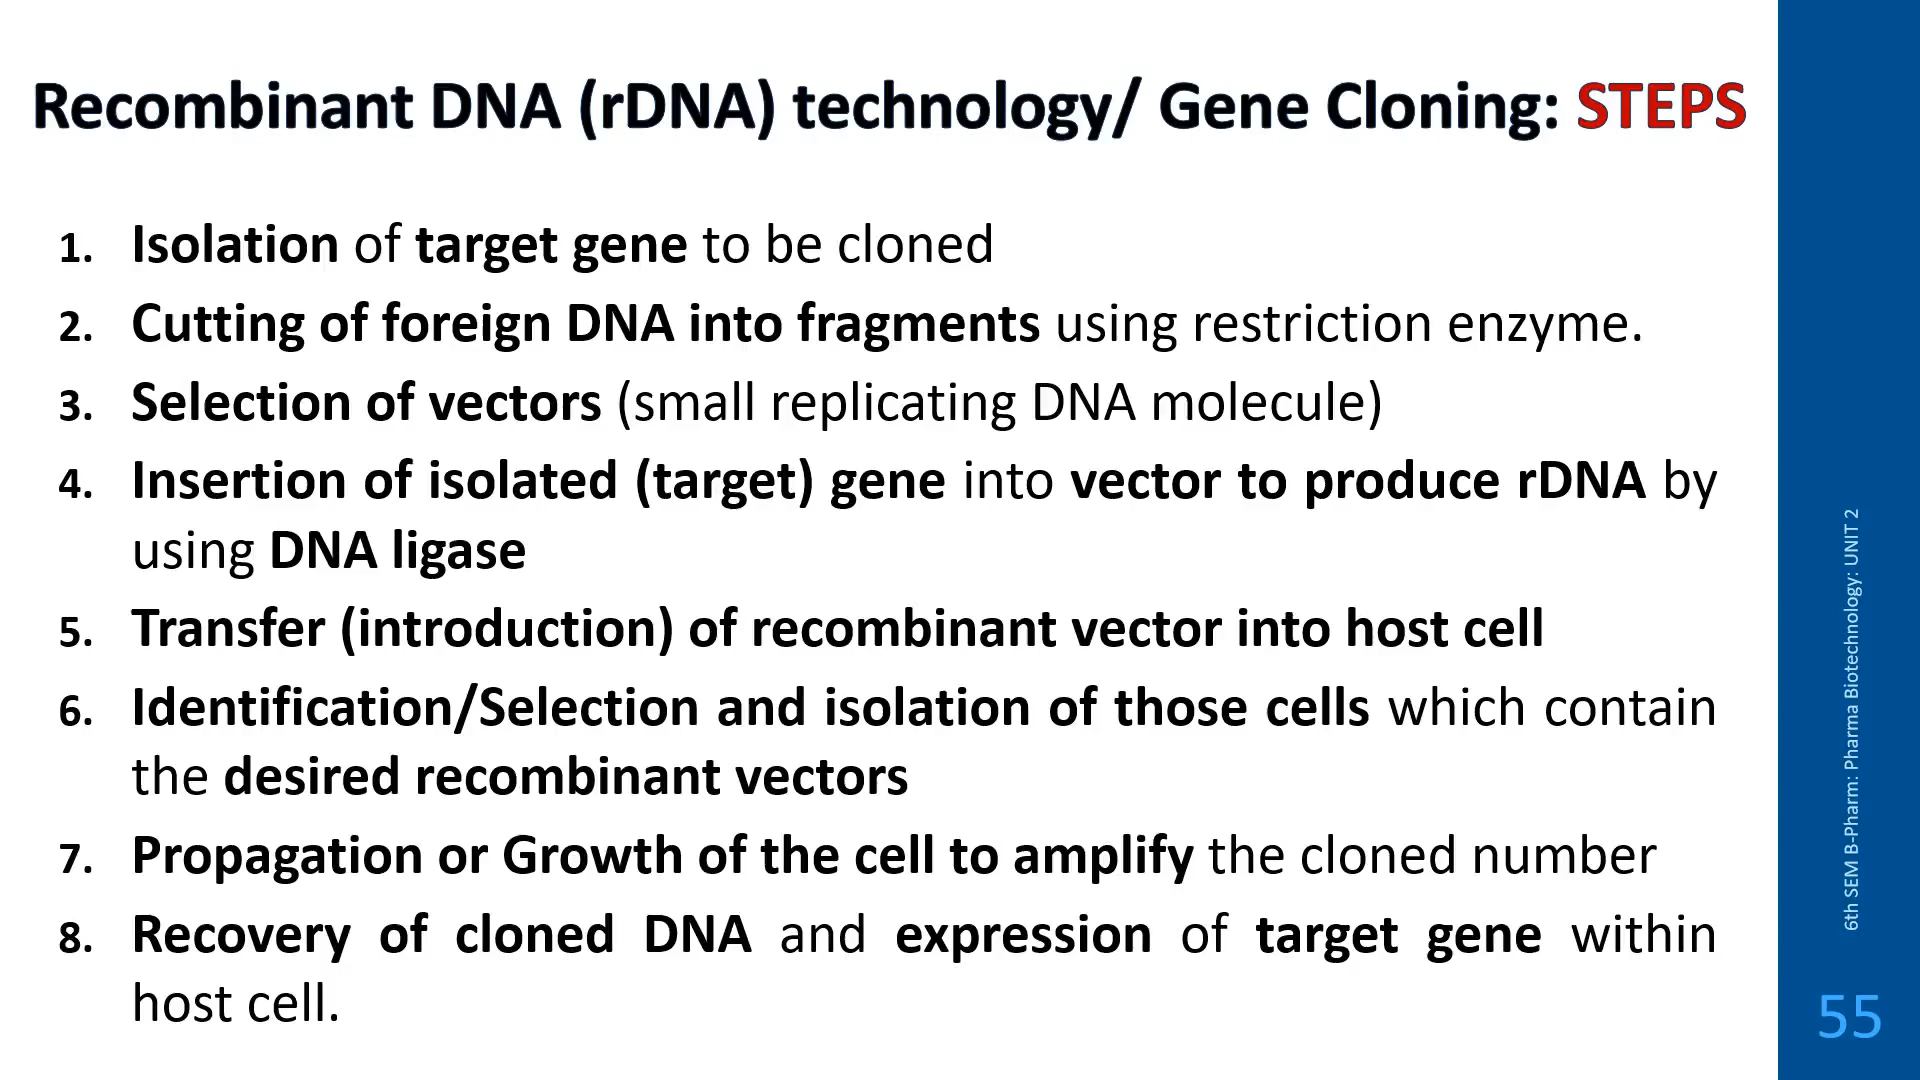 Recombinant DNA (rDNA) technology/ Gene Cloning: STEPS
1. Isolation of target gene to be cloned
2. Cutting of foreign DNA into fragments using restriction enzyme.
3. Selection of vectors (small replicating DNA molecule)
4. Insertion of isolated (target) gene into vector to produce rDNA by
using DNA ligase
5. Transfer (introduction) of recombinant vector into host cell
6. Identification/Selection and isolation of those cells which contain
the desired recombinant vectors
7. Propagation or Growth of the cell to amplify the cloned number
8. Recovery of cloned DNA and expression of target gene within
host cell.
6th SEM B-Pharm: Pharma Biotechnology: UNIT 2
55